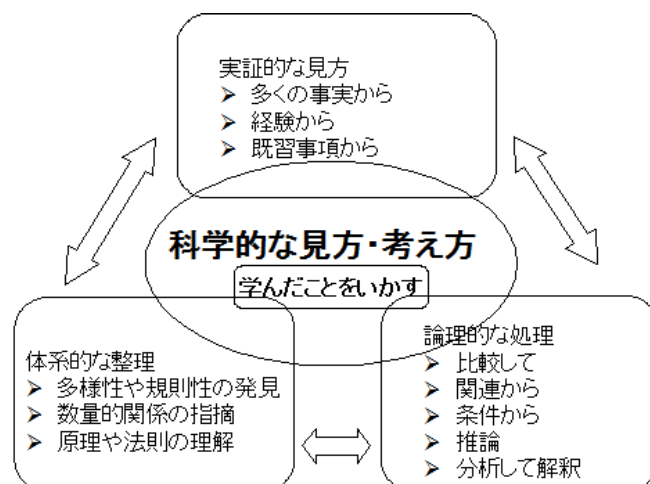 実証的な見方
➢ 多くの事実から
➢ 経験から
➢ 既習事項から
科学的な見方・考え方
学んだことをいかす
体系的な整理
➢ 多様性や規則性の発見
➢ 数量的関係の指摘
➢ 原理や法則の理解
論理的な処理
➢ 比較して
➢ 関連から
➢ 条件から
➢ 推論
➢ 分析して解釈